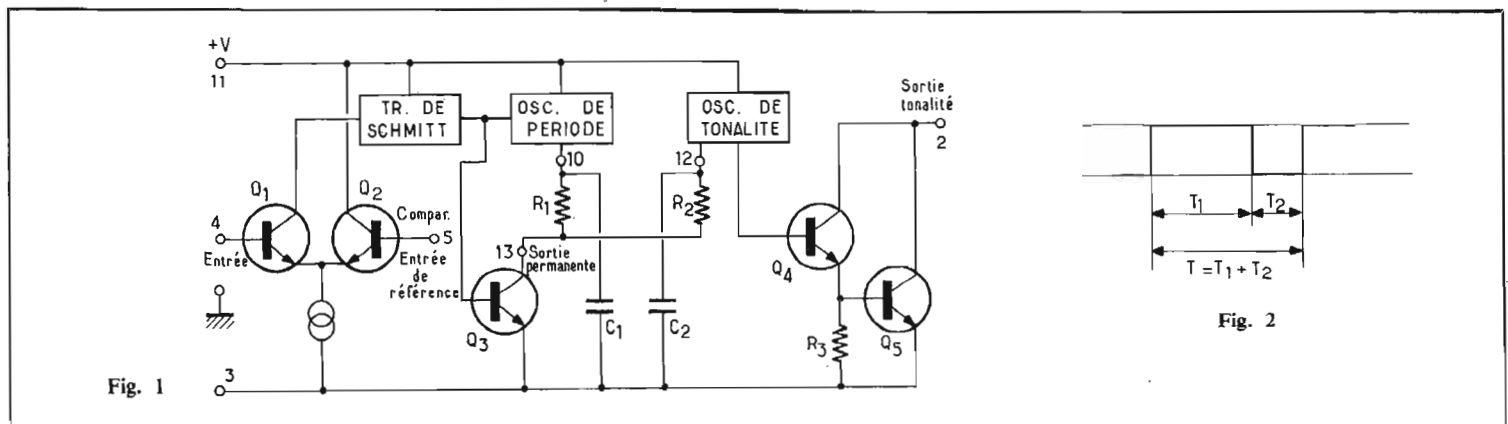 +V
11
TR. DE
SCHMITT
OSC. DE
PERIODE
OSC. DE
TONALITE
Sortie
tonalité
2
10
12
R1
R2
Q1
Q2
4
Entrée
Compar.
5
Entrée
de
référence
13 Sortie
permanente
Q3
C1
C2
Q4
R3
Q5
3
Fig. 1
T1
T2
T = T1 + T2
Fig. 2